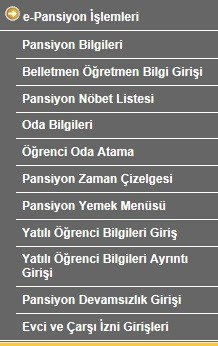 e-Pansiyon İşlemleri
Pansiyon Bilgileri
Belletmen Öğretmen Bilgi Girişi
Pansiyon Nöbet Listesi
Oda Bilgileri
Öğrenci Oda Atama
Pansiyon Zaman Çizelgesi
Pansiyon Yemek Menüsü
Yatılı Öğrenci Bilgileri Giriş
Yatılı Öğrenci Bilgileri Ayrıntı
Girişi
Pansiyon Devamsızlık Girişi
Evci ve Çarşı İzni Girişleri